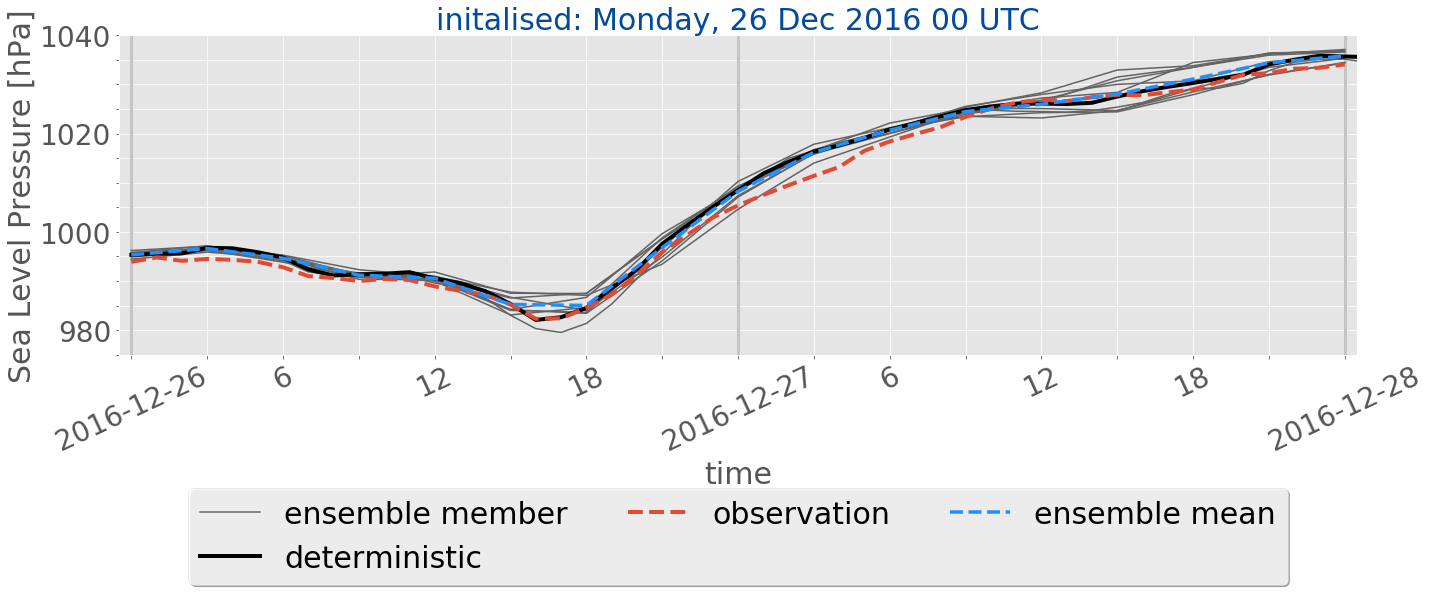 initalised: Monday, 26 Dec 2016 00 UTC
Sea Level Pressure [hPa]
1040
1020
1000
980
2016-12-26 6 12 18 2016-12-27 6 12 18 2016-12-28
time
ensemble member observation ensemble mean
deterministic